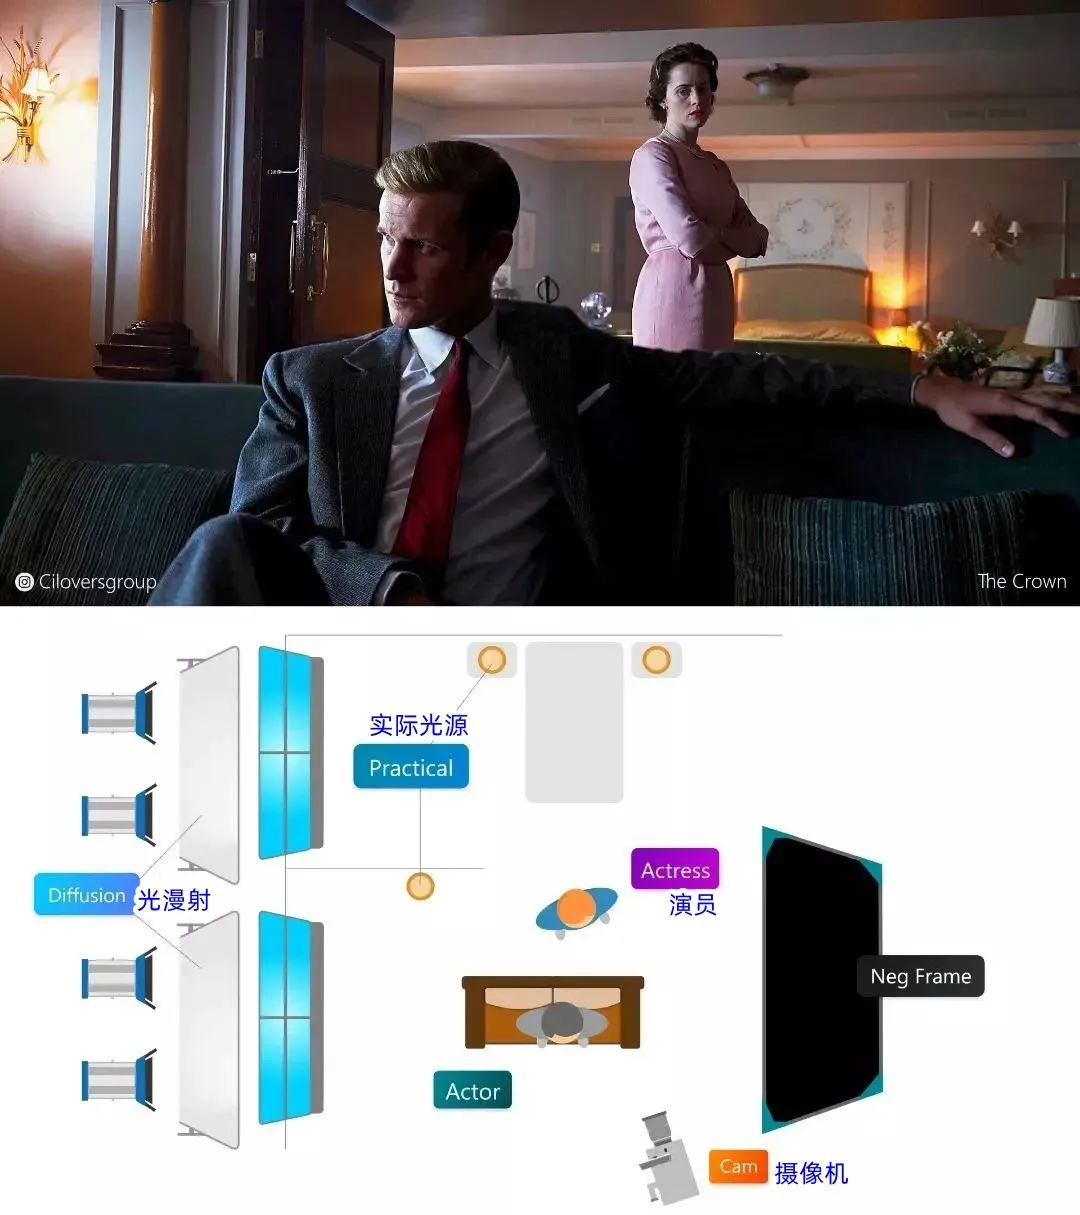 Ciloversgroup
The Crown
实际光源
Practical
Actress
演员
Diffusion
光漫射
Neg Frame
Actor
Cam
摄像机